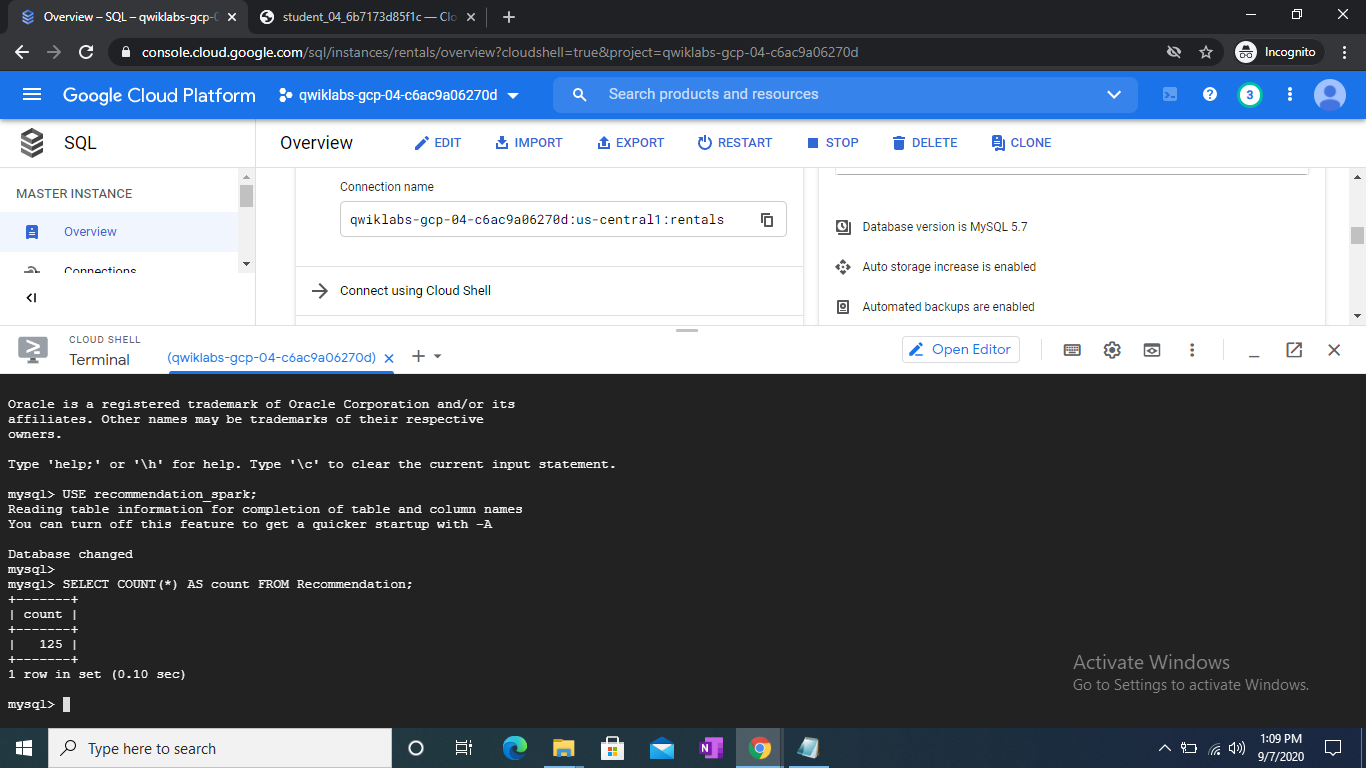 Overview – SQL – qwiklabs-gcp-0
student_04_6b7173d85f1c — Clo
console.cloud.google.com/sql/instances/rentals/overview?cloudshell=true&project=qwiklabs-gcp-04-c6ac9a06270d
Incognito
Google Cloud Platform
qwiklabs-gcp-04-c6ac9a06270d
Search products and resources
3
SQL
Overview
EDIT
IMPORT
EXPORT
RESTART
STOP
DELETE
CLONE
MASTER INSTANCE
Overview
Connections
Connection name
qwiklabs-gcp-04-c6ac9a06270d:us-central1:rentals
Connect using Cloud Shell
Database version is MySQL 5.7
Auto storage increase is enabled
Automated backups are enabled
CLOUD SHELL
Terminal
(qwiklabs-gcp-04-c6ac9a06270d)
Open Editor
Oracle is a registered trademark of Oracle Corporation and/or its
affiliates. Other names may be trademarks of their respective
owners.
Type 'help;' or '\h' for help. Type '\c' to clear the current input statement.
mysql> USE recommendation_spark;
Reading table information for completion of table and column names
You can turn off this feature to get a quicker startup with -A
Database changed
mysql>
mysql> SELECT COUNT(*) AS count FROM Recommendation;
+-------+
| count |
+-------+
|   125 |
+-------+
1 row in set (0.10 sec)
mysql>
Activate Windows
Go to Settings to activate Windows.
Type here to search
1:09 PM
9/7/2020